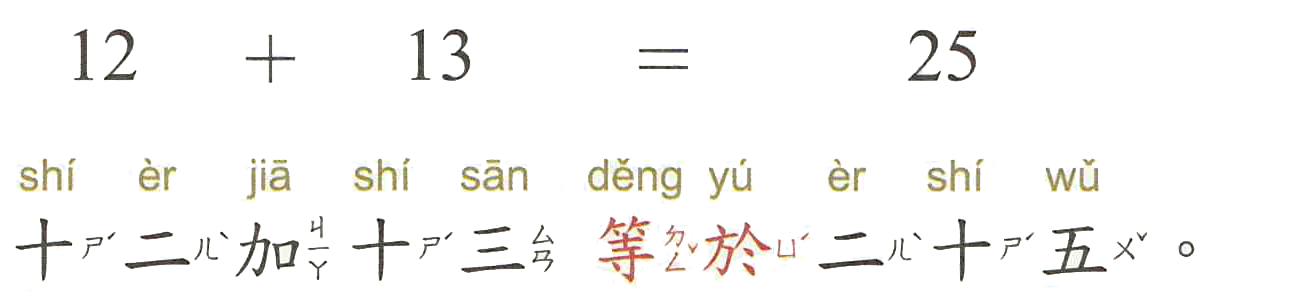 12 + 13 = 25
shí èr jiā shí sān děng yú èr shí wǔ
十ㄕˊ二ㄦˋ加ㄐㄧㄚ十ㄕˊ三ㄙㄢ等ㄉㄥˇ於ㄩˊ二ㄦˋ十ㄕˊ五ㄨˇ。